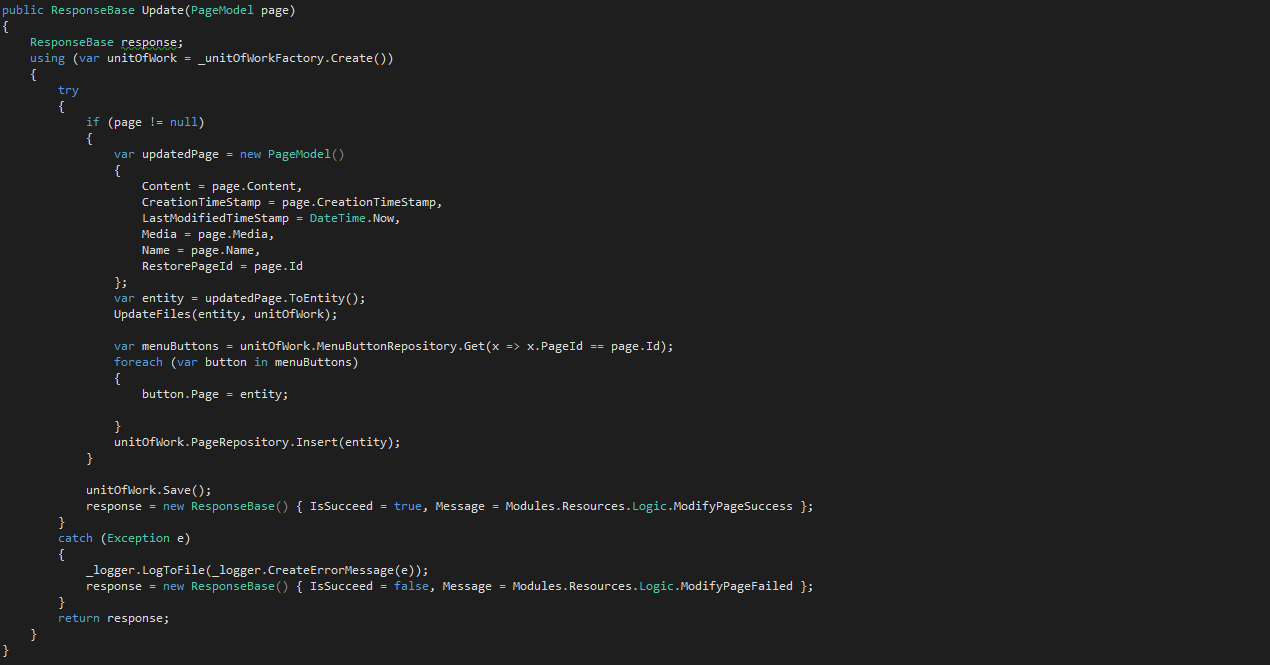 public ResponseBase Update(PageModel page)
{
    ResponseBase response;
    using (var unitOfWork = _unitOfWorkFactory.Create())
    {
        try
        {
            if (page != null)
            {
                var updatedPage = new PageModel()
                {
                    Content = page.Content,
                    CreationTimeStamp = page.CreationTimeStamp,
                    LastModifiedTimeStamp = DateTime.Now,
                    Media = page.Media,
                    Name = page.Name,
                    RestorePageId = page.Id
                };
                var entity = updatedPage.ToEntity();
                UpdateFiles(entity, unitOfWork);

                var menuButtons = unitOfWork.MenuButtonRepository.Get(x => x.PageId == page.Id);
                foreach (var button in menuButtons)
                {
                    button.Page = entity;

                }
                unitOfWork.PageRepository.Insert(entity);
            }

            unitOfWork.Save();
            response = new ResponseBase() { IsSucceed = true, Message = Modules.Resources.Logic.ModifyPageSuccess };
        }
        catch (Exception e)
        {
            _logger.LogToFile(_logger.CreateErrorMessage(e));
            response = new ResponseBase() { IsSucceed = false, Message = Modules.Resources.Logic.ModifyPageFailed };
        }
        return response;
    }
}